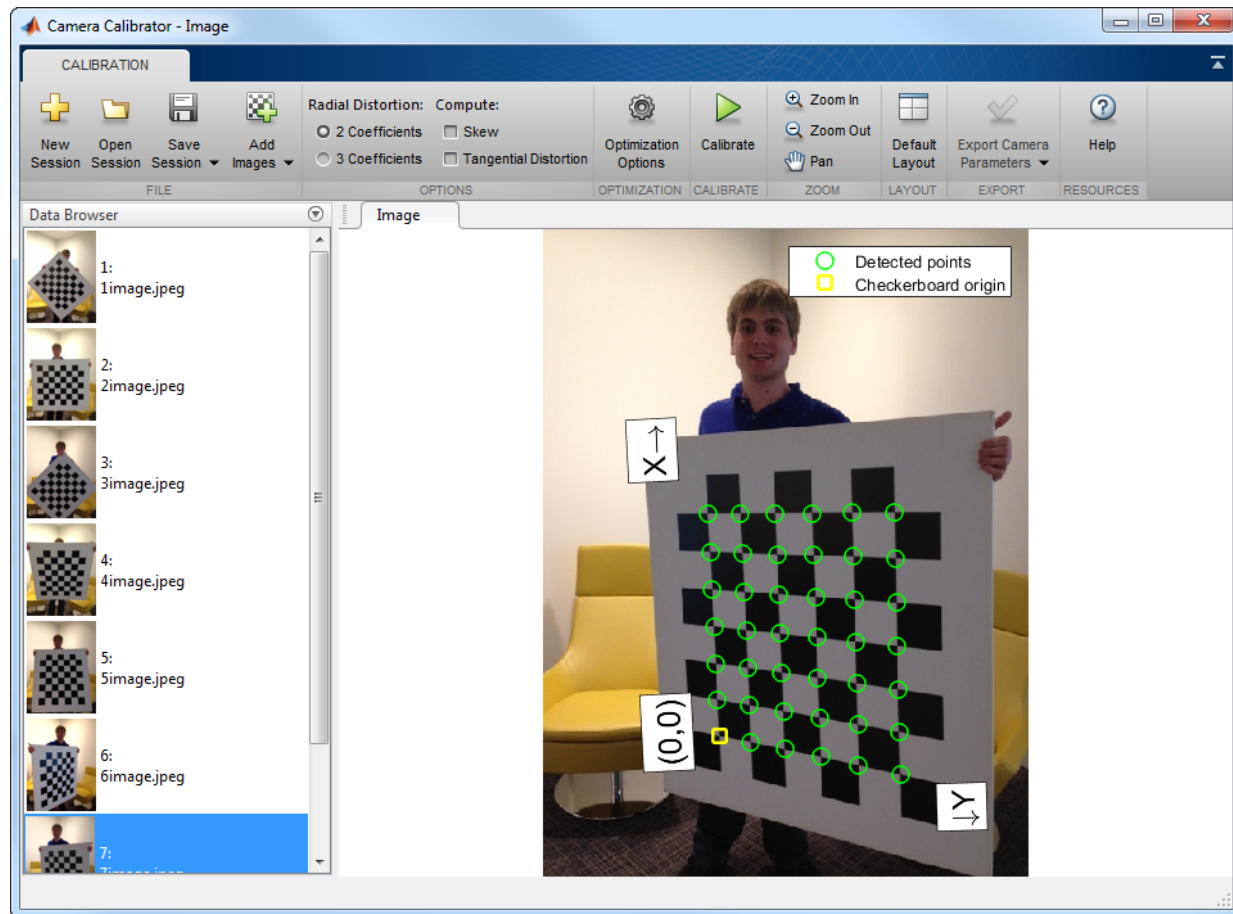 Camera Calibrator - Image
CALIBRATION
New Session
Open Session
Save Session
Add Images
FILE
Radial Distortion:
2 Coefficients
3 Coefficients
Compute:
Skew
Tangential Distortion
OPTIONS
Optimization Options
OPTIMIZATION
Calibrate
CALIBRATE
Zoom In
Zoom Out
Pan
ZOOM
Default Layout
LAYOUT
Export Camera Parameters
EXPORT
Help
RESOURCES
Data Browser
1:
1image.jpeg
2:
2image.jpeg
3:
3image.jpeg
4:
4image.jpeg
5:
5image.jpeg
6:
6image.jpeg
7:
7image.jpeg
Image
Detected points
Checkerboard origin
X→
(0,0)
Y→